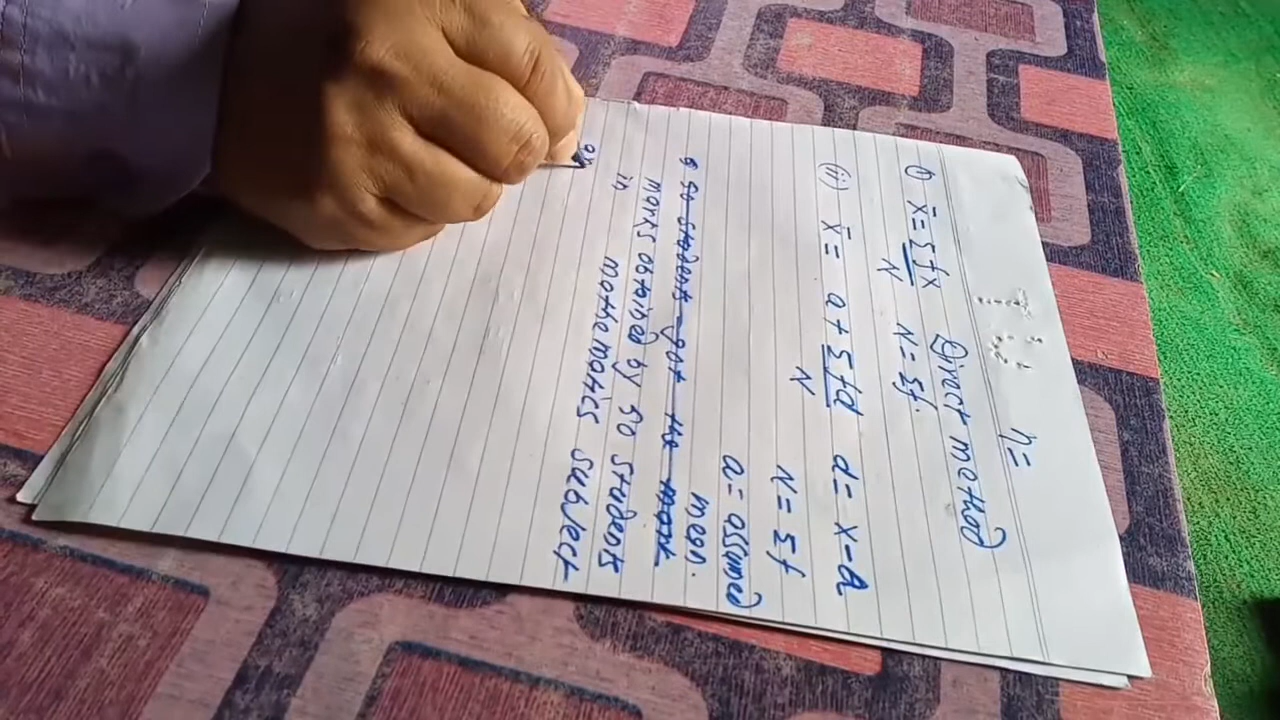 η =
Direct method
i) x̄ = Σfx/N N = Σf.
ii) x̄ = a + Σfd/N d = x-a
N = Σf
a = assumed
mean.
50 students got the mark
marks obtained by 50 students
in mathematics subject